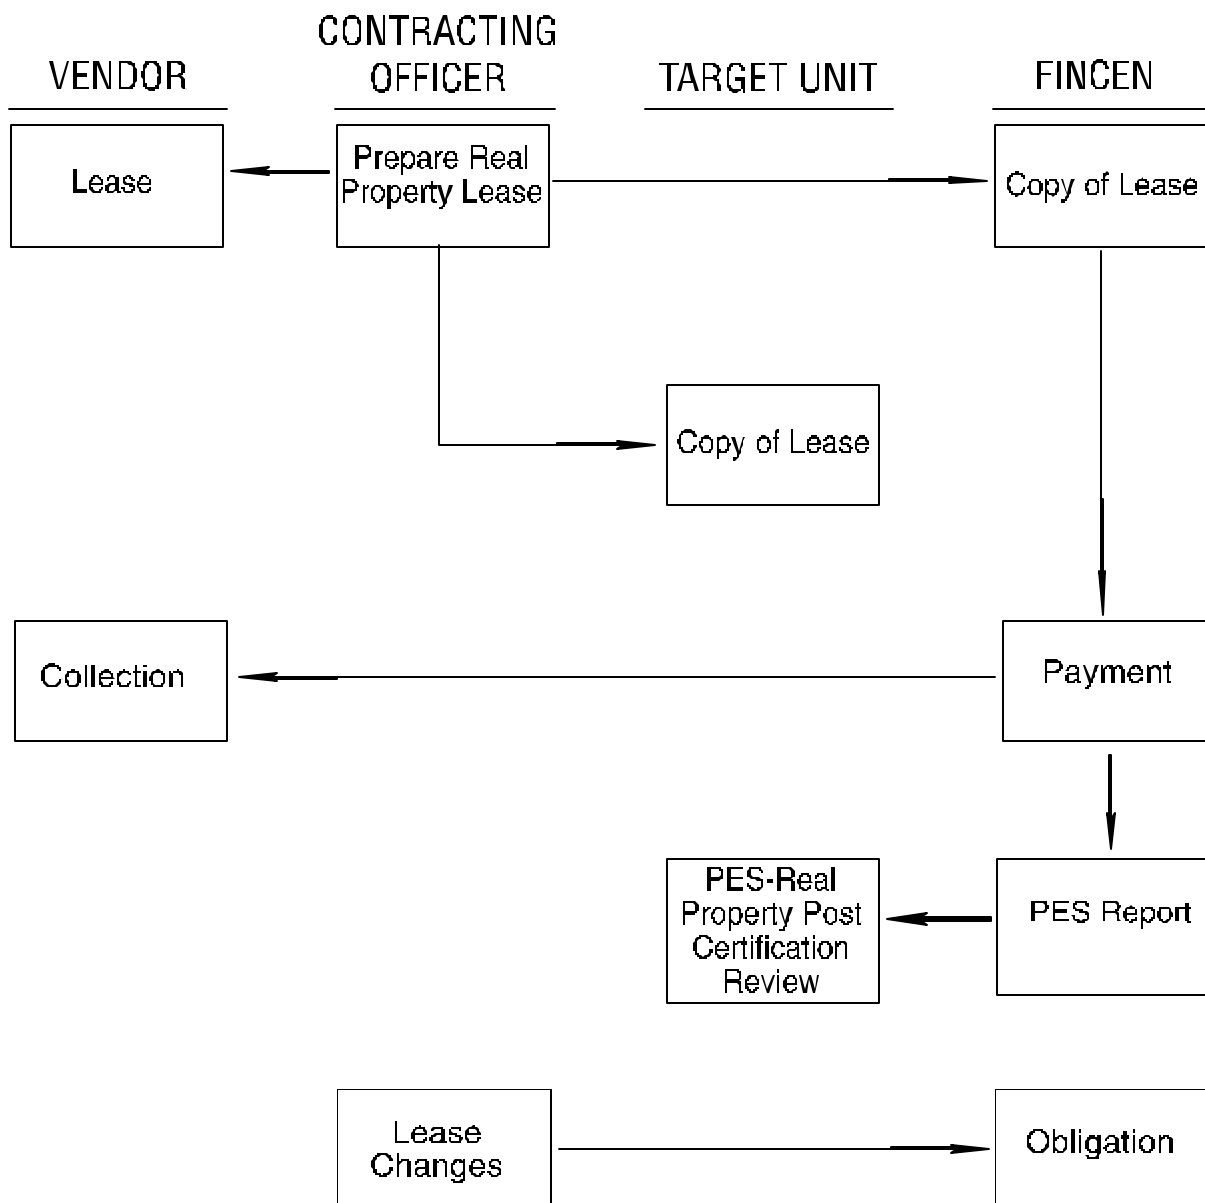 VENDOR
CONTRACTING
OFFICER
TARGET UNIT
FINCEN
Lease
Prepare Real
Property Lease
Copy of Lease
Copy of Lease
Collection
Payment
PES-Real
Property Post
Certification
Review
PES Report
Lease
Changes
Obligation